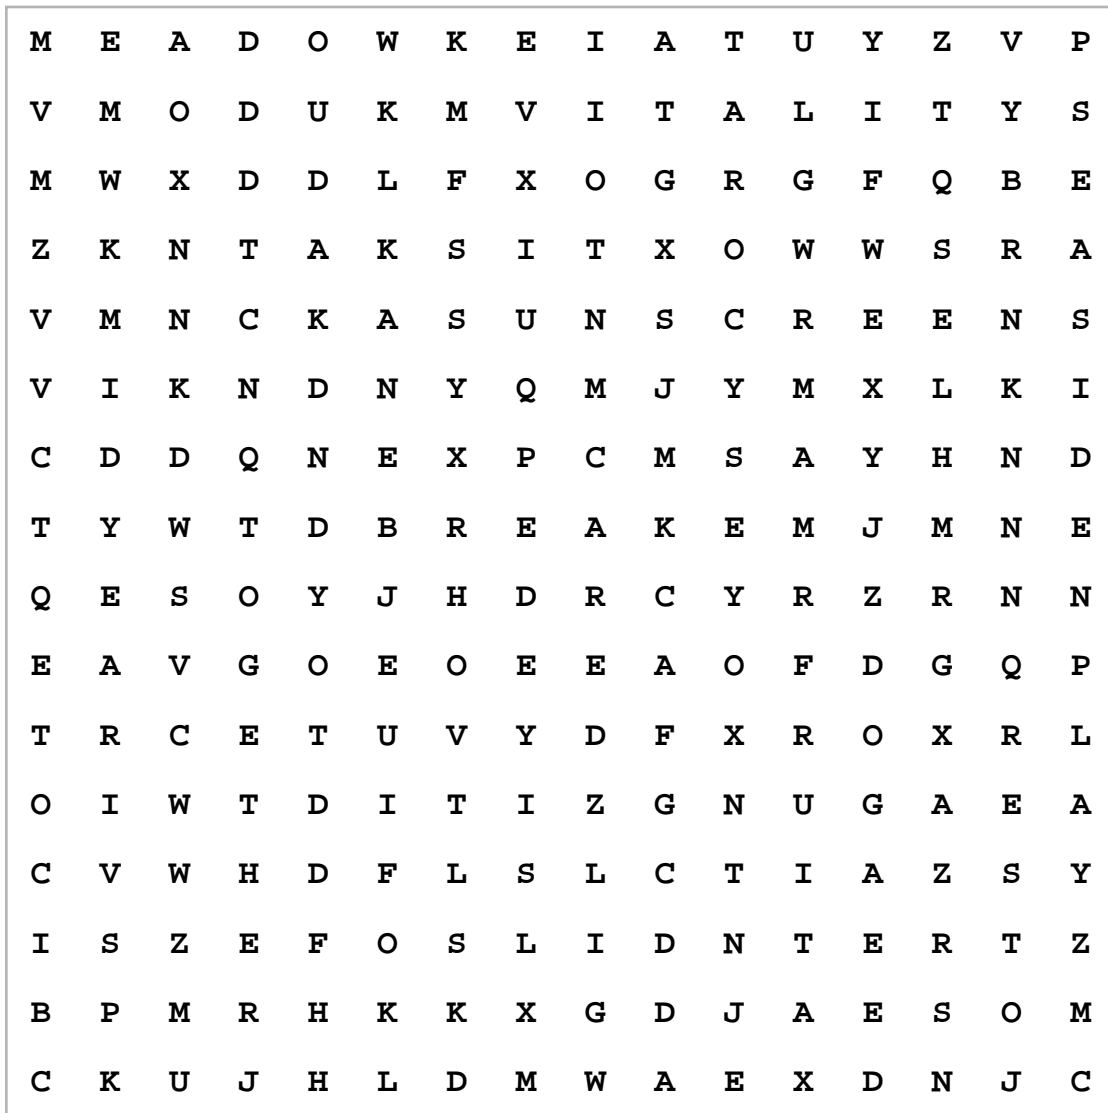 M E A D O W K E I A T U Y Z V P
V M O D U K M V I T A L I T Y S
M W X D D L F X O G R G F Q B E
Z K N T A K S I T X O W W S R A
V M N C K A S U N S C R E E N S
V I K N D N Y Q M J Y M X L K I
C D D Q N E X P C M S A Y H N D
T Y W T D B R E A K E M J M N E
Q E S O Y J H D R C Y R Z R N N
E A V G O E O E E A O F D G Q P
T R C E T U V Y D F X R O X R L
O I W T D I T I Z G N U G A E A
C V W H D F L S L C T I A Z S Y
I S Z E F O S L I D N T E R T Z
B P M R H K K X G D J A E S O M
C K U J H L D M W A E X D N J C